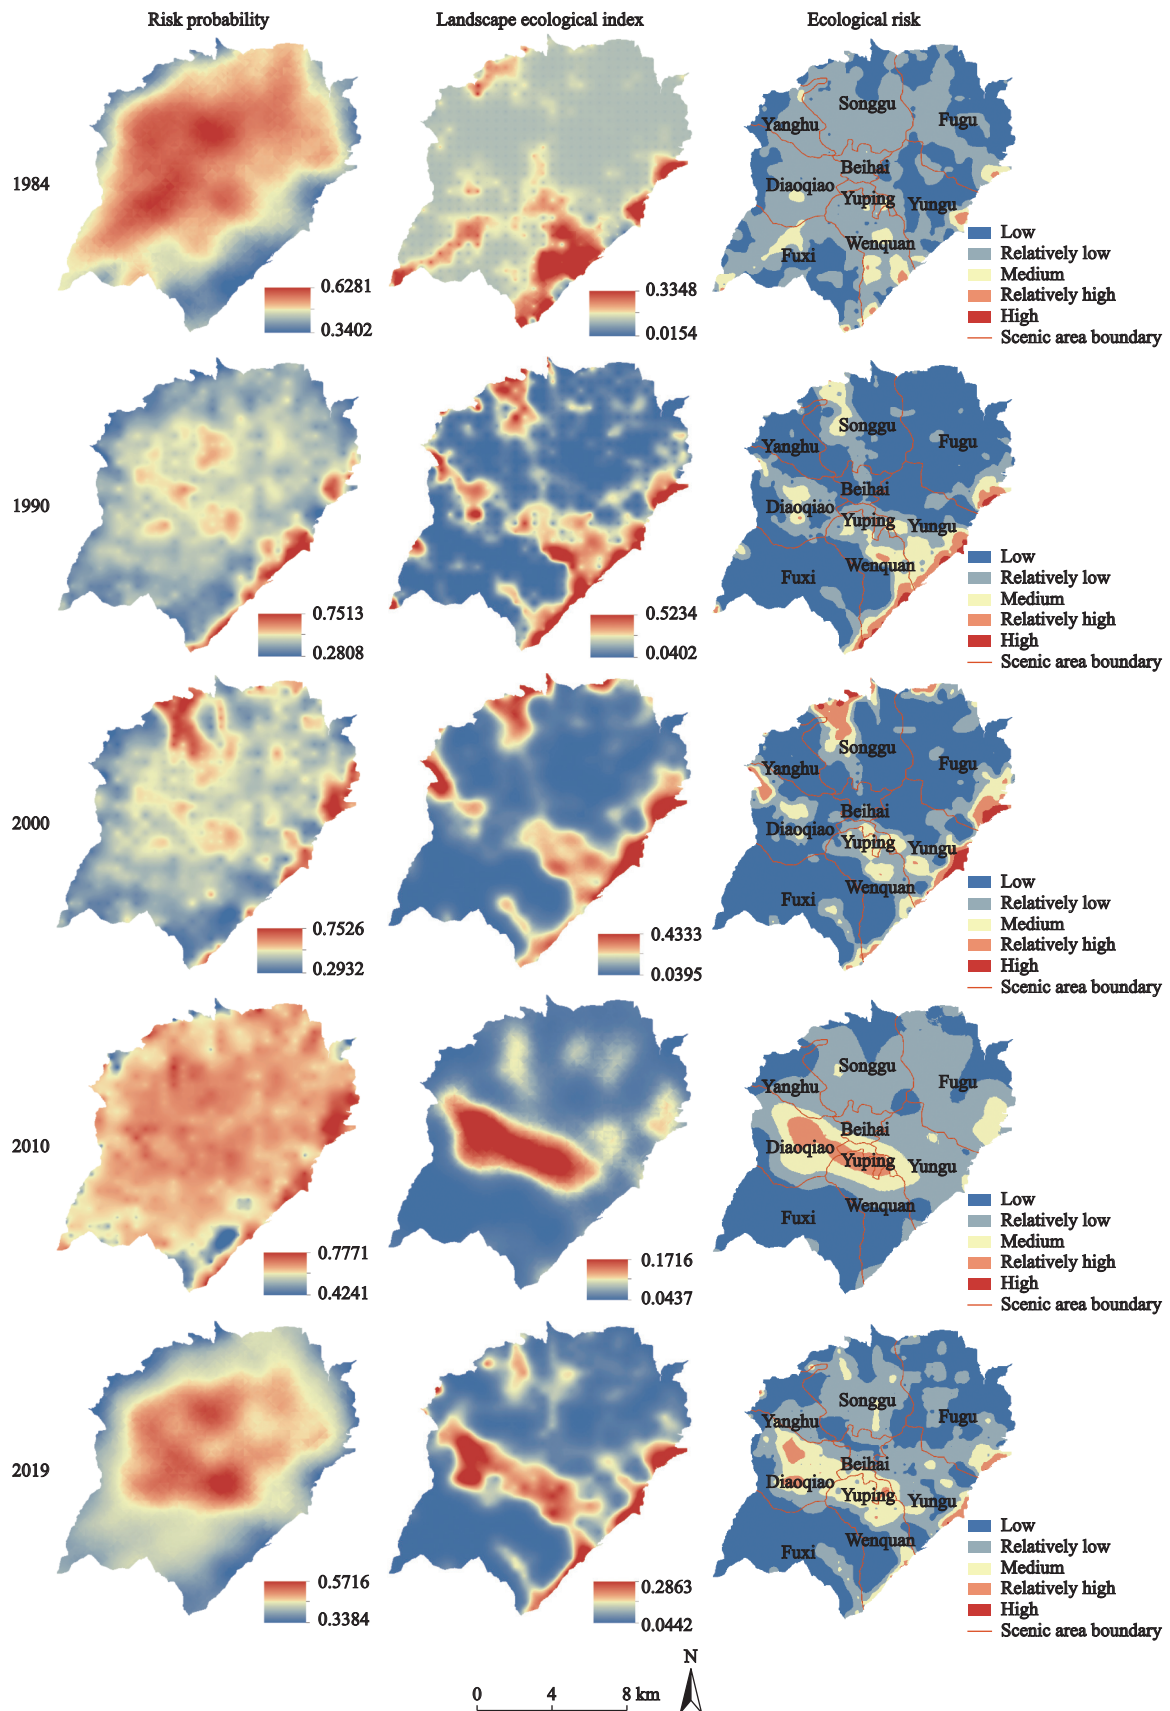 Risk probability
Landscape ecological index
Ecological risk
1984
0.6281
0.3402
0.3348
0.0154
Songgu
Yanghu
Fugu
Beihai
Diaoqiao
Yuping
Yungu
Wenquan
Fuxi
Low
Relatively low
Medium
Relatively high
High
Scenic area boundary
1990
0.7513
0.2808
0.5234
0.0402
Songgu
Yanghu
Fugu
Beihai
Diaoqiao
Yuping
Yungu
Wenquan
Fuxi
Low
Relatively low
Medium
Relatively high
High
Scenic area boundary
2000
0.7526
0.2932
0.4333
0.0395
Songgu
Yanghu
Fugu
Beihai
Diaoqiao
Yuping
Yungu
Wenquan
Fuxi
Low
Relatively low
Medium
Relatively high
High
Scenic area boundary
2010
0.7771
0.4241
0.1716
0.0437
Songgu
Yanghu
Fugu
Beihai
Diaoqiao
Yuping
Yungu
Wenquan
Fuxi
Low
Relatively low
Medium
Relatively high
High
Scenic area boundary
2019
0.5716
0.3384
0.2863
0.0442
Songgu
Yanghu
Fugu
Beihai
Diaoqiao
Yuping
Yungu
Wenquan
Fuxi
Low
Relatively low
Medium
Relatively high
High
Scenic area boundary
N
0 4 8 km